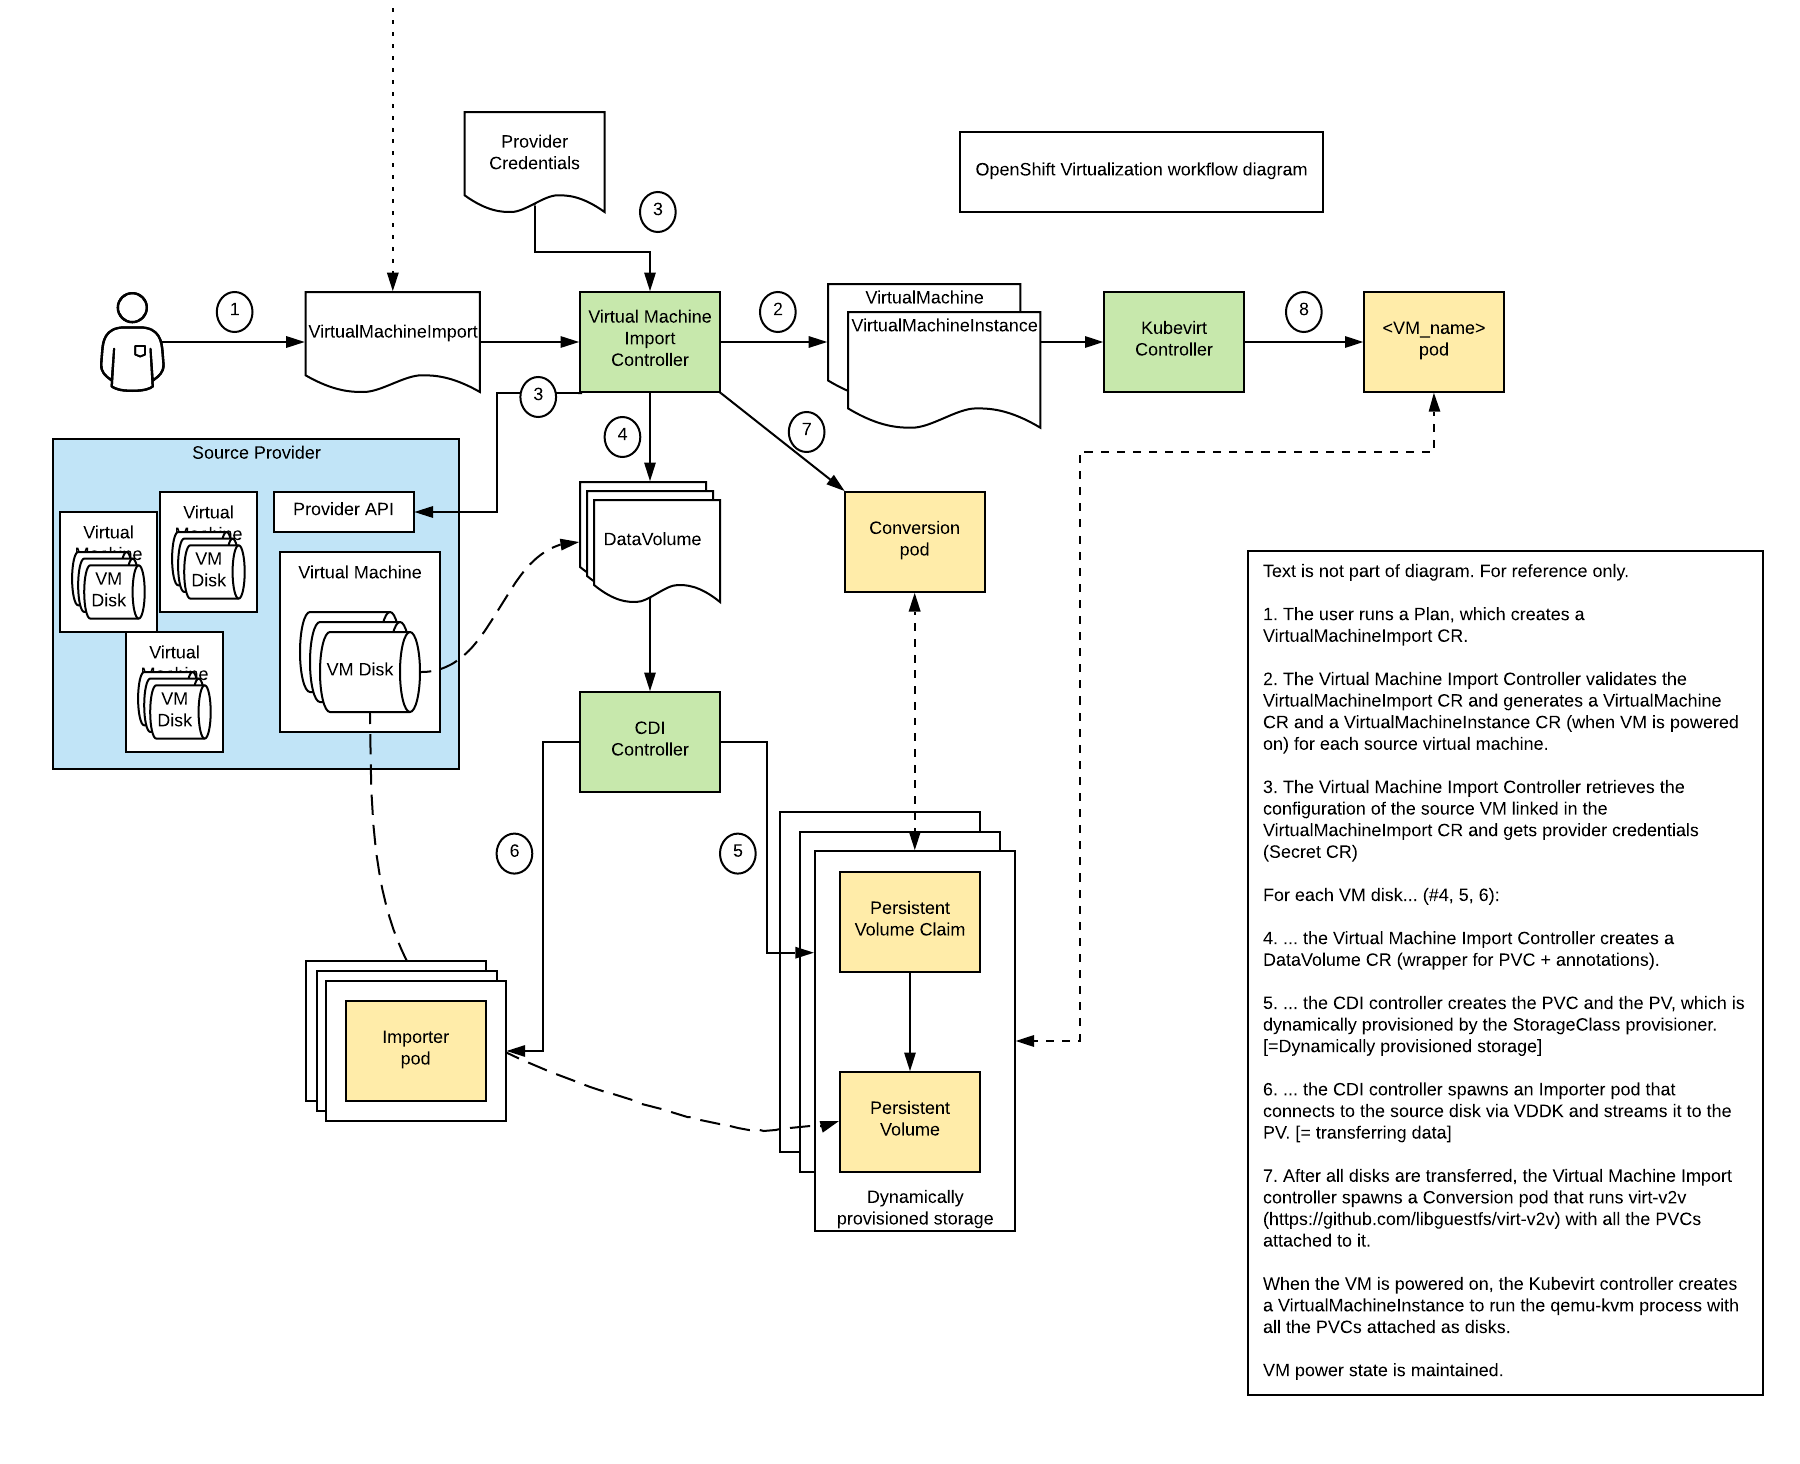 Provider
Credentials
3
OpenShift Virtualization workflow diagram
1
VirtualMachineImport
Virtual Machine
Import
Controller
2
VirtualMachine
VirtualMachineInstance
Kubevirt
Controller
8
<VM_name>
pod
3
4
7
Source Provider
Provider API
Virtual
Machine
VM
Disk
Virtual
Machine
VM
Disk
Virtual
Machine
VM
Disk
Virtual Machine
VM Disk
DataVolume
Conversion
pod
CDI
Controller
6
5
Persistent
Volume Claim
Importer
pod
Persistent
Volume
Dynamically
provisioned storage
Text is not part of diagram. For reference only.
1. The user runs a Plan, which creates a
VirtualMachineImport CR.
2. The Virtual Machine Import Controller validates the
VirtualMachineImport CR and generates a VirtualMachine
CR and a VirtualMachineInstance CR (when VM is powered
on) for each source virtual machine.
3. The Virtual Machine Import Controller retrieves the
configuration of the source VM linked in the
VirtualMachineImport CR and gets provider credentials
(Secret CR)
For each VM disk... (#4, 5, 6):
4. ... the Virtual Machine Import Controller creates a
DataVolume CR (wrapper for PVC + annotations).
5. ... the CDI controller creates the PVC and the PV, which is
dynamically provisioned by the StorageClass provisioner.
[=Dynamically provisioned storage]
6. ... the CDI controller spawns an Importer pod that
connects to the source disk via VDDK and streams it to the
PV. [= transferring data]
7. After all disks are transferred, the Virtual Machine Import
controller spawns a Conversion pod that runs virt-v2v
(https://github.com/libguestfs/virt-v2v) with all the PVCs
attached to it.
When the VM is powered on, the Kubevirt controller creates
a VirtualMachineInstance to run the qemu-kvm process with
all the PVCs attached as disks.
VM power state is maintained.